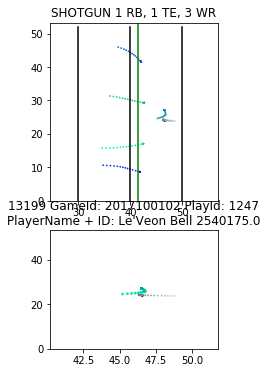 SHOTGUN 1 RB, 1 TE, 3 WR
50
40
30
20
10
0
30 40 50
13199 GameId: 2017100102 PlayId: 1247
PlayerName + ID: Le'Veon Bell 2540175.0
40
20
0
42.5 45.0 47.5 50.0